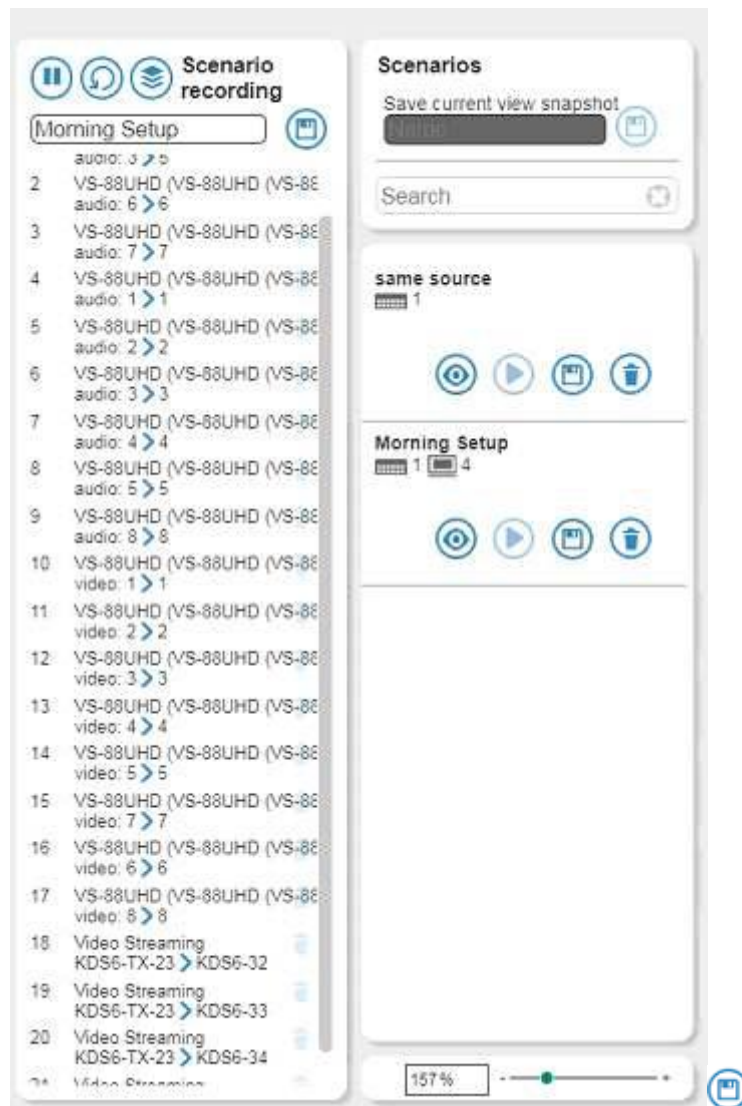 Scenario
recording
Morning Setup
audio: 3 > 5
2 VS-88UHD (VS-88UHD (VS-88
audio: 6 > 6
3 VS-88UHD (VS-88UHD (VS-88
audio: 7 > 7
4 VS-88UHD (VS-88UHD (VS-88
audio: 1 > 1
5 VS-88UHD (VS-88UHD (VS-88
audio: 2 > 2
6 VS-88UHD (VS-88UHD (VS-88
audio: 3 > 3
7 VS-88UHD (VS-88UHD (VS-88
audio: 4 > 4
8 VS-88UHD (VS-88UHD (VS-88
audio: 5 > 5
9 VS-88UHD (VS-88UHD (VS-88
audio: 8 > 8
10 VS-88UHD (VS-88UHD (VS-88
video: 1 > 1
11 VS-88UHD (VS-88UHD (VS-88
video: 2 > 2
12 VS-88UHD (VS-88UHD (VS-88
video: 3 > 3
13 VS-88UHD (VS-88UHD (VS-88
video: 4 > 4
14 VS-88UHD (VS-88UHD (VS-88
video: 5 > 5
15 VS-88UHD (VS-88UHD (VS-88
video: 7 > 7
16 VS-88UHD (VS-88UHD (VS-88
video: 6 > 6
17 VS-88UHD (VS-88UHD (VS-88
video: 8 > 8
18 Video Streaming
KDS6-TX-23 > KDS6-32
19 Video Streaming
KDS6-TX-23 > KDS6-33
20 Video Streaming
KDS6-TX-23 > KDS6-34
21 Video Streaming
Scenarios
Save current view snapshot
Name
Search
same source
1
Morning Setup
1 4
157% - +